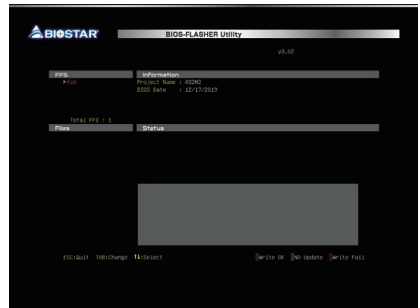 BIOSTAR
BIOS-FLASHER Utility
v3.02
FFS
Information
Project Name : A32M2
BIOS Date : 12/17/2019
Total FFS : 1
Files
Status
ESC:Quit TAB:Change ↑↓:Select
Write OK NO Update Write Fail